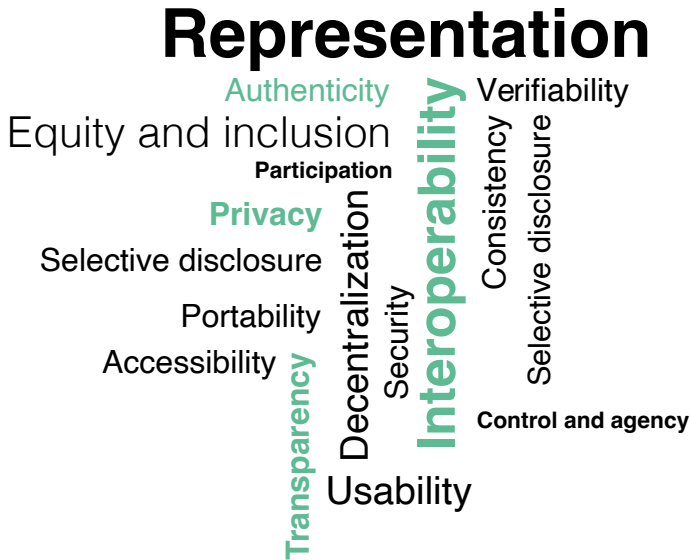 Representation
Authenticity
Verifiability
Equity and inclusion
Participation
Privacy
Selective disclosure
Portability
Accessibility
Transparency
Decentralization
Security
Interoperability
Consistency
Selective disclosure
Control and agency
Usability